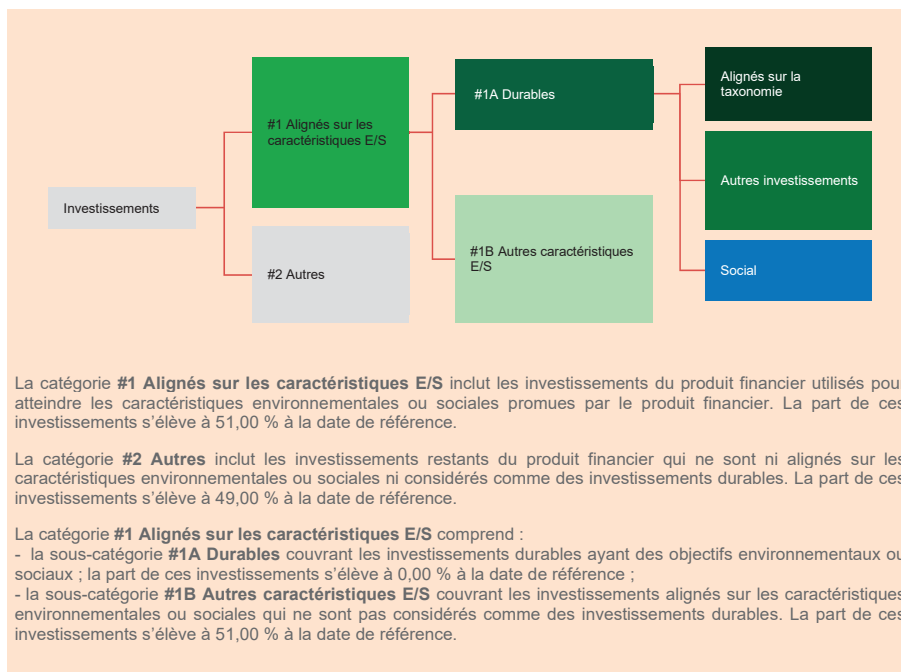 Investissements
#1 Alignés sur les
caractéristiques E/S
#2 Autres
#1A Durables
#1B Autres caractéristiques
E/S
Alignés sur la
taxonomie
Autres investissements
Social
La catégorie #1 Alignés sur les caractéristiques E/S inclut les investissements du produit financier utilisés pour
atteindre les caractéristiques environnementales ou sociales promues par le produit financier. La part de ces
investissements s’élève à 51,00 % à la date de référence.
La catégorie #2 Autres inclut les investissements restants du produit financier qui ne sont ni alignés sur les
caractéristiques environnementales ou sociales ni considérés comme des investissements durables. La part de ces
investissements s’élève à 49,00 % à la date de référence.
La catégorie #1 Alignés sur les caractéristiques E/S comprend :
- la sous-catégorie #1A Durables couvrant les investissements durables ayant des objectifs environnementaux ou
sociaux ; la part de ces investissements s’élève à 0,00 % à la date de référence ;
- la sous-catégorie #1B Autres caractéristiques E/S couvrant les investissements alignés sur les caractéristiques
environnementales ou sociales qui ne sont pas considérés comme des investissements durables. La part de ces
investissements s’élève à 51,00 % à la date de référence.